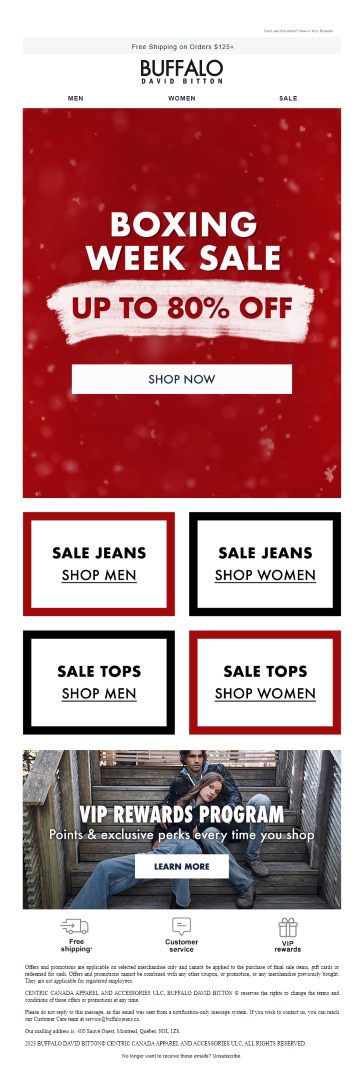 Don't see this email? View in Your Browser
Free Shipping on Orders $125+
BUFFALO
DAVID BITTON
MEN WOMEN SALE
BOXING
WEEK SALE
UP TO 80% OFF
SHOP NOW
SALE JEANS
SHOP MEN
SALE JEANS
SHOP WOMEN
SALE TOPS
SHOP MEN
SALE TOPS
SHOP WOMEN
VIP REWARDS PROGRAM
Points & exclusive perks every time you shop
LEARN MORE
Free
shipping*
Customer
service
VIP
rewards
Offers and promotions are applicable on selected merchandise only and cannot be applied to the purchase of final sale items, gift cards or
redeemed for cash. Offers and promotions cannot be combined with any other coupon, or promotion, or any merchandise previously bought.
They are not applicable for registered employees.
CENTRIC CANADA APPAREL AND ACCESSORIES ULC, BUFFALO DAVID BITTON © reserves the rights to change the terms and
conditions of these offers or promotions at any time.
Please do not reply to this message, as this email was sent from a notification-only message system. If you wish to contact us, you can reach
our Customer Care team at service@buffalojeans.ca.
Our mailing address is: 400 Sauvé Ouest, Montreal, Québec, H3L 1Z8
2023 BUFFALO DAVID BITTON© CENTRIC CANADA APPAREL AND ACCESSORIES ULC, ALL RIGHTS RESERVED.
No longer want to receive these emails? Unsubscribe.